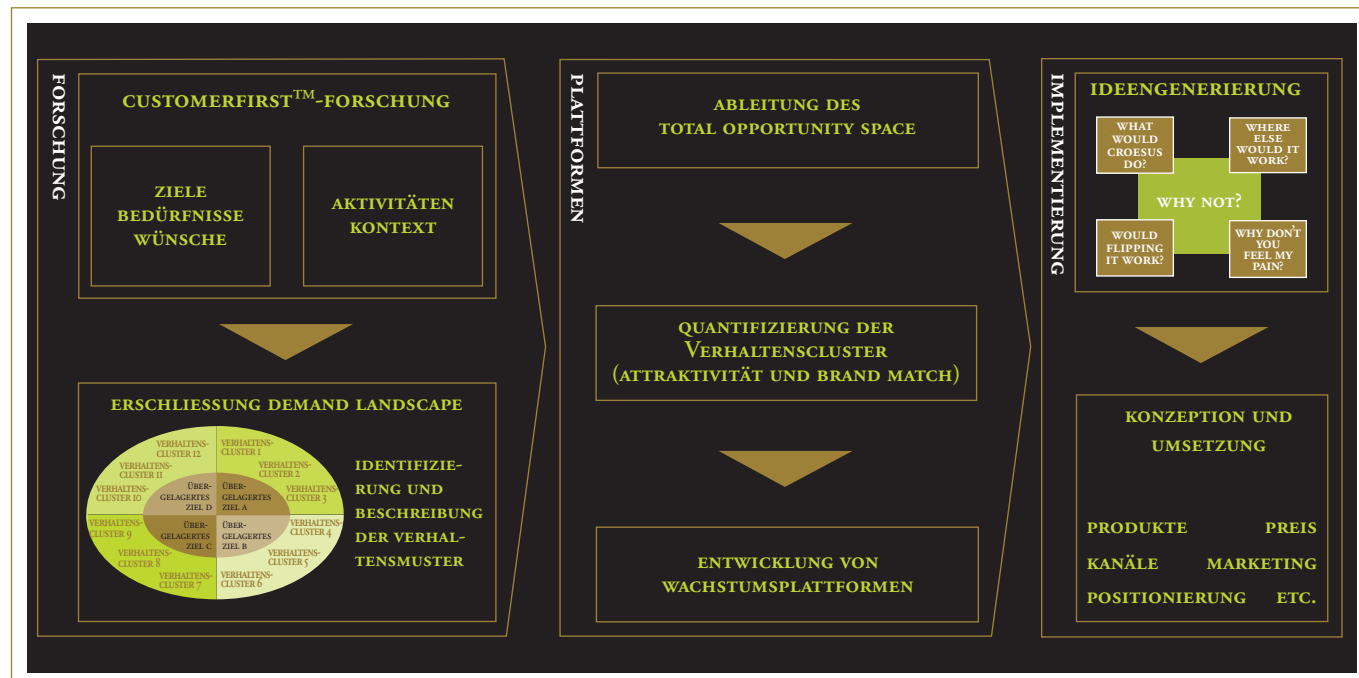 FORSCHUNG
CUSTOMERFIRST™-FORSCHUNG
ZIELE
BEDÜRFNISSE
WÜNSCHE
AKTIVITÄTEN
KONTEXT
ERSCHLIESSUNG DEMAND LANDSCAPE
VERHALTENS-
CLUSTER 12
VERHALTENS-
CLUSTER 1
VERHALTENS-
CLUSTER 11
VERHALTENS-
CLUSTER 2
VERHALTENS-
CLUSTER 10
VERHALTENS-
CLUSTER 3
ÜBER-
GELAGERTES
ZIEL D
ÜBER-
GELAGERTES
ZIEL A
VERHALTENS-
CLUSTER 9
VERHALTENS-
CLUSTER 4
ÜBER-
GELAGERTES
ZIEL C
ÜBER-
GELAGERTES
ZIEL B
VERHALTENS-
CLUSTER 8
VERHALTENS-
CLUSTER 5
VERHALTENS-
CLUSTER 7
VERHALTENS-
CLUSTER 6
IDENTIFIZIE-
RUNG UND
BESCHREIBUNG
DER VERHAL-
TENSMUSTER
PLATTFORMEN
ABLEITUNG DES
TOTAL OPPORTUNITY SPACE
QUANTIFIZIERUNG DER
VERHALTENSCLUSTER
(ATTRAKTIVITÄT UND BRAND MATCH)
ENTWICKLUNG VON
WACHSTUMSPLATTFORMEN
IMPLEMENTIERUNG
IDEENGENERIERUNG
WHAT
WOULD
CROESUS
DO?
WHERE
ELSE
WOULD IT
WORK?
WHY NOT?
WOULD
FLIPPING
IT WORK?
WHY DON'T
YOU
FEEL MY
PAIN?
KONZEPTION UND
UMSETZUNG
PRODUKTE PREIS
KANÄLE MARKETING
POSITIONIERUNG ETC.